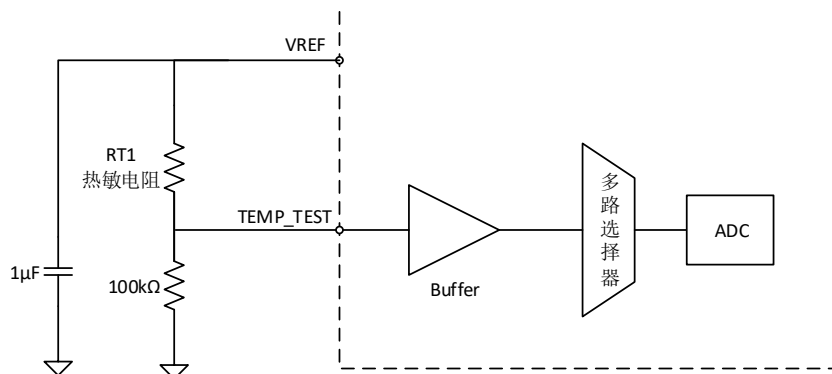 VREF
RT1
热敏电阻
TEMP_TEST
多路选择器
ADC
1μF
100kΩ
Buffer